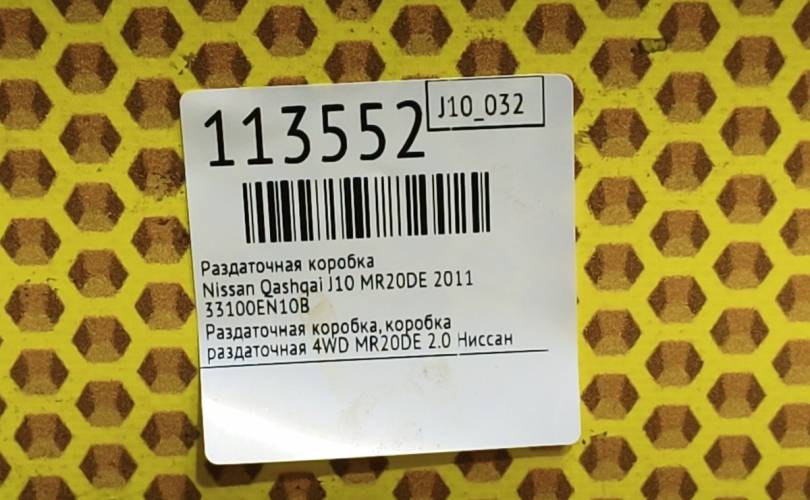 113552
J10_032
Раздаточная коробка
Nissan Qashqai J10 MR20DE 2011
33100EN10B
Раздаточная коробка, коробка
раздаточная 4WD MR20DE 2.0 Ниссан